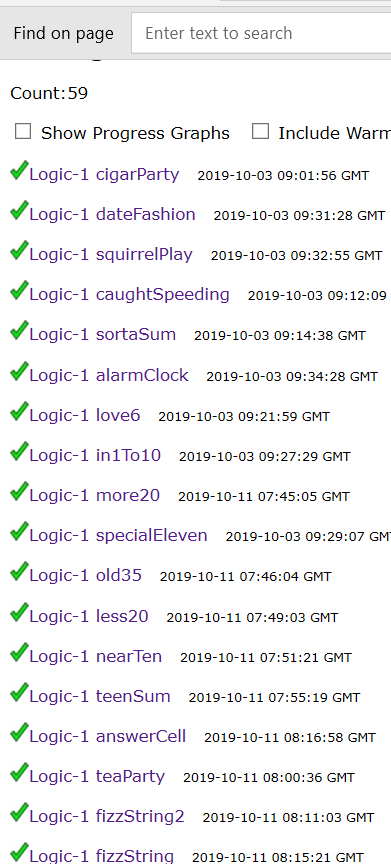 Find on page Enter text to search
Count:59
Show Progress Graphs Include Warm
Logic-1 cigarParty 2019-10-03 09:01:56 GMT
Logic-1 dateFashion 2019-10-03 09:31:28 GMT
Logic-1 squirrelPlay 2019-10-03 09:32:55 GMT
Logic-1 caughtSpeeding 2019-10-03 09:12:09
Logic-1 sortaSum 2019-10-03 09:14:38 GMT
Logic-1 alarmClock 2019-10-03 09:34:28 GMT
Logic-1 love6 2019-10-03 09:21:59 GMT
Logic-1 in1To10 2019-10-03 09:27:29 GMT
Logic-1 more20 2019-10-11 07:45:05 GMT
Logic-1 specialEleven 2019-10-03 09:29:07 GM
Logic-1 old35 2019-10-11 07:46:04 GMT
Logic-1 less20 2019-10-11 07:49:03 GMT
Logic-1 nearTen 2019-10-11 07:51:21 GMT
Logic-1 teenSum 2019-10-11 07:55:19 GMT
Logic-1 answerCell 2019-10-11 08:16:58 GMT
Logic-1 teaParty 2019-10-11 08:00:36 GMT
Logic-1 fizzString2 2019-10-11 08:11:03 GMT
Logic-1 fizzString 2019-10-11 08:15:21 GMT